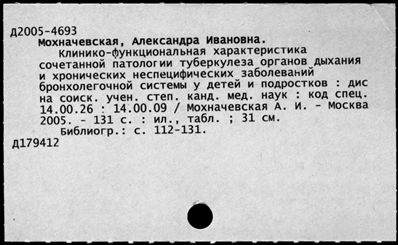 Д2005-4693
Мохначевская, Александра Ивановна.
Клинико-функциональная характеристика
сочетанной патологии туберкулеза органов дыхания
и хронических неспецифических заболеваний
бронхолегочной системы у детей и подростков : дис
на соиск. учен. степ. канд. мед. наук : код спец.
14.00.26 : 14.00.09 / Мохначевская А. И. - Москва
2005. - 131 с. : ил., табл. ; 31 см.
Библиогр.: с. 112-131.
Д179412